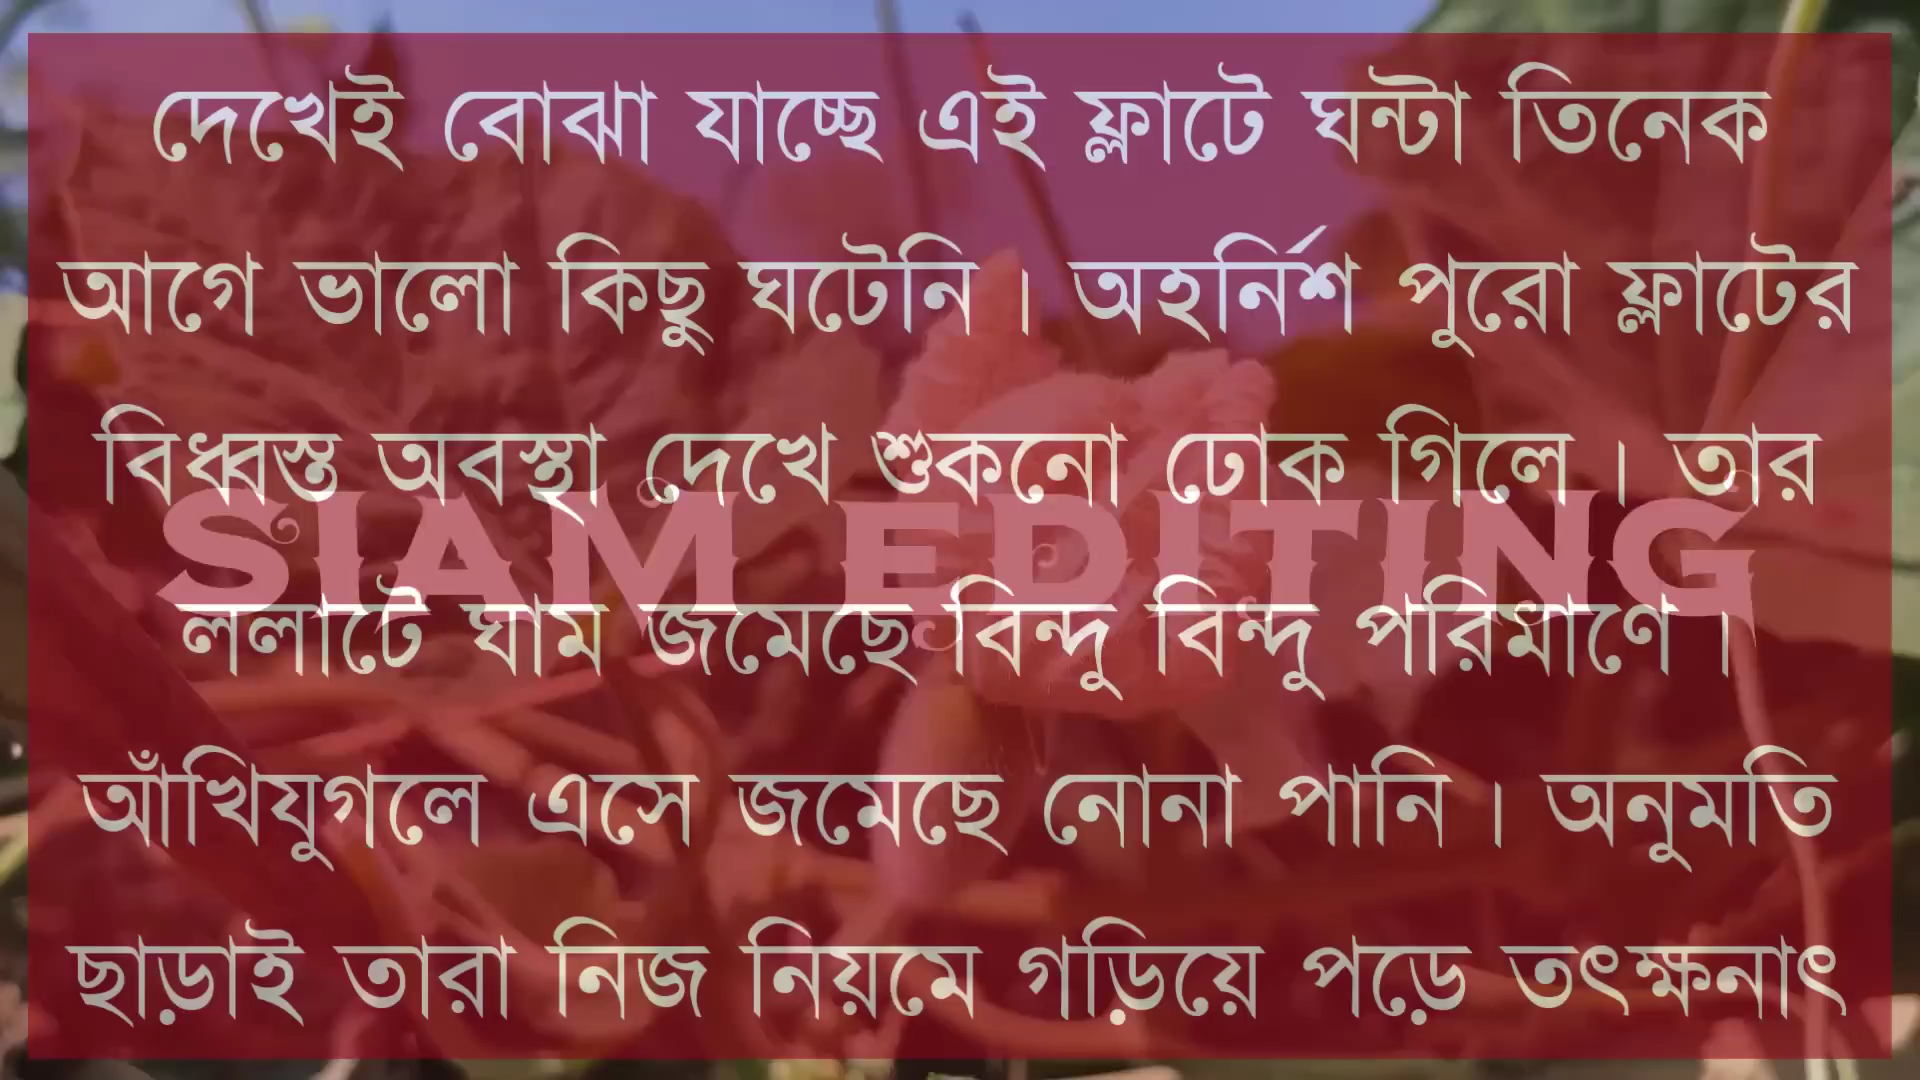 দেখেই বোঝা যাচ্ছে এই ফ্লাটে ঘন্টা তিনেক
আগে ভালো কিছু ঘটেনি । অহর্নিশ পুরো ফ্লাটের
বিধ্বস্ত অবস্থা দেখে শুকনো ঢোক গিলে । তার
SIAM EDITING
ললাটে ঘাম জমেছে বিন্দু বিন্দু পরিমাণে ।
আঁখিযুগলে এসে জমেছে নোনা পানি । অনুমতি
ছাড়াই তারা নিজ নিয়মে গড়িয়ে পড়ে তৎক্ষনাৎ